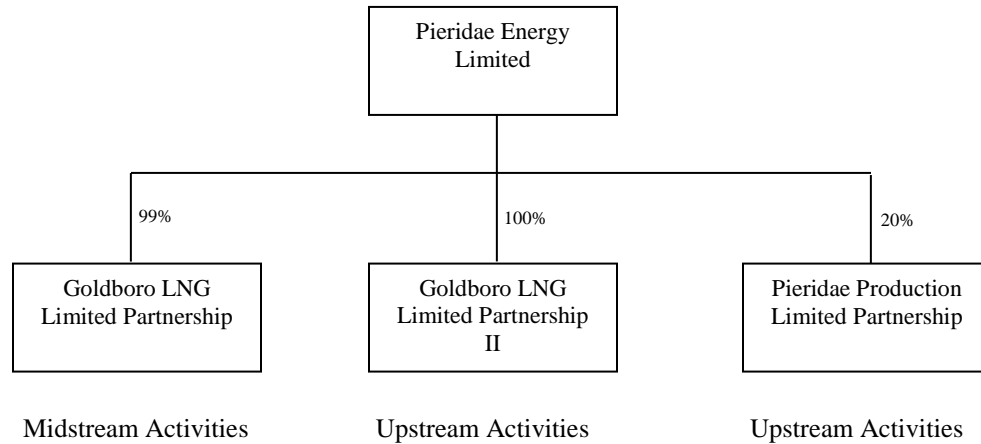 Pieridae Energy
Limited
99%
100%
20%
Goldboro LNG
Limited Partnership
Goldboro LNG
Limited Partnership
II
Pieridae Production
Limited Partnership
Midstream Activities
Upstream Activities
Upstream Activities